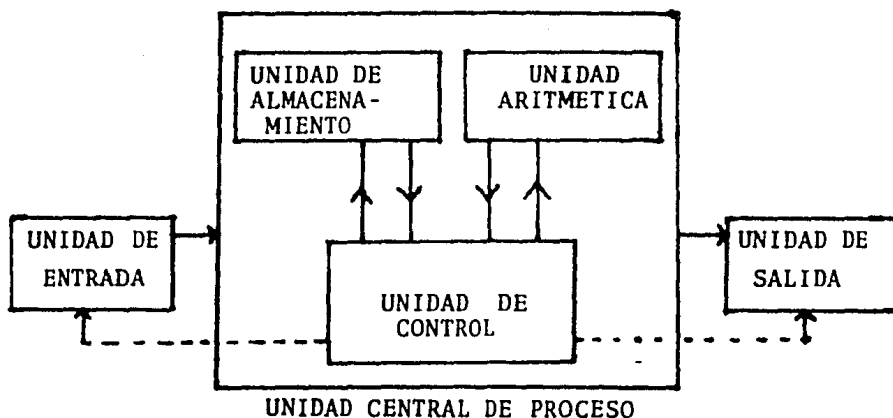 UNIDAD DE
ALMACENA-
MIENTO
UNIDAD
ARITMETICA
UNIDAD DE
ENTRADA
UNIDAD DE
CONTROL
UNIDAD DE
SALIDA
UNIDAD CENTRAL DE PROCESO